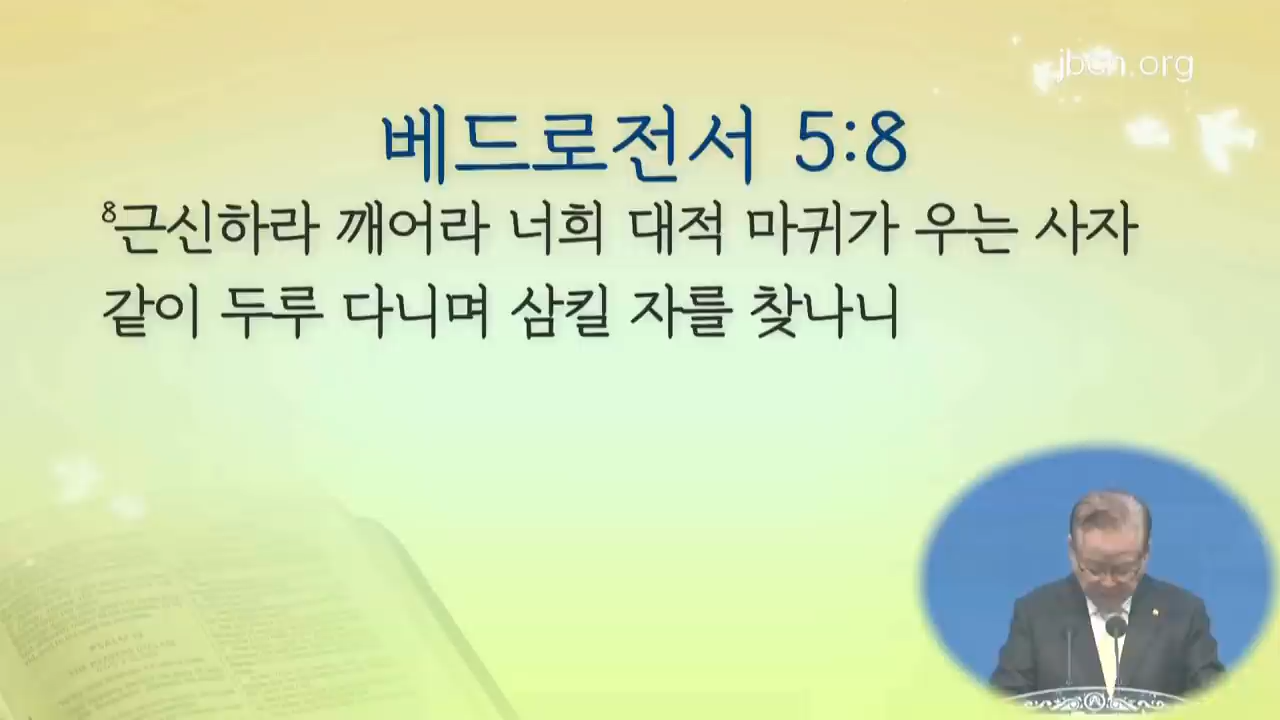 jbch.org
베드로전서 5:8
8근신하라 깨어라 너희 대적 마귀가 우는 사자
같이 두루 다니며 삼킬 자를 찾나니